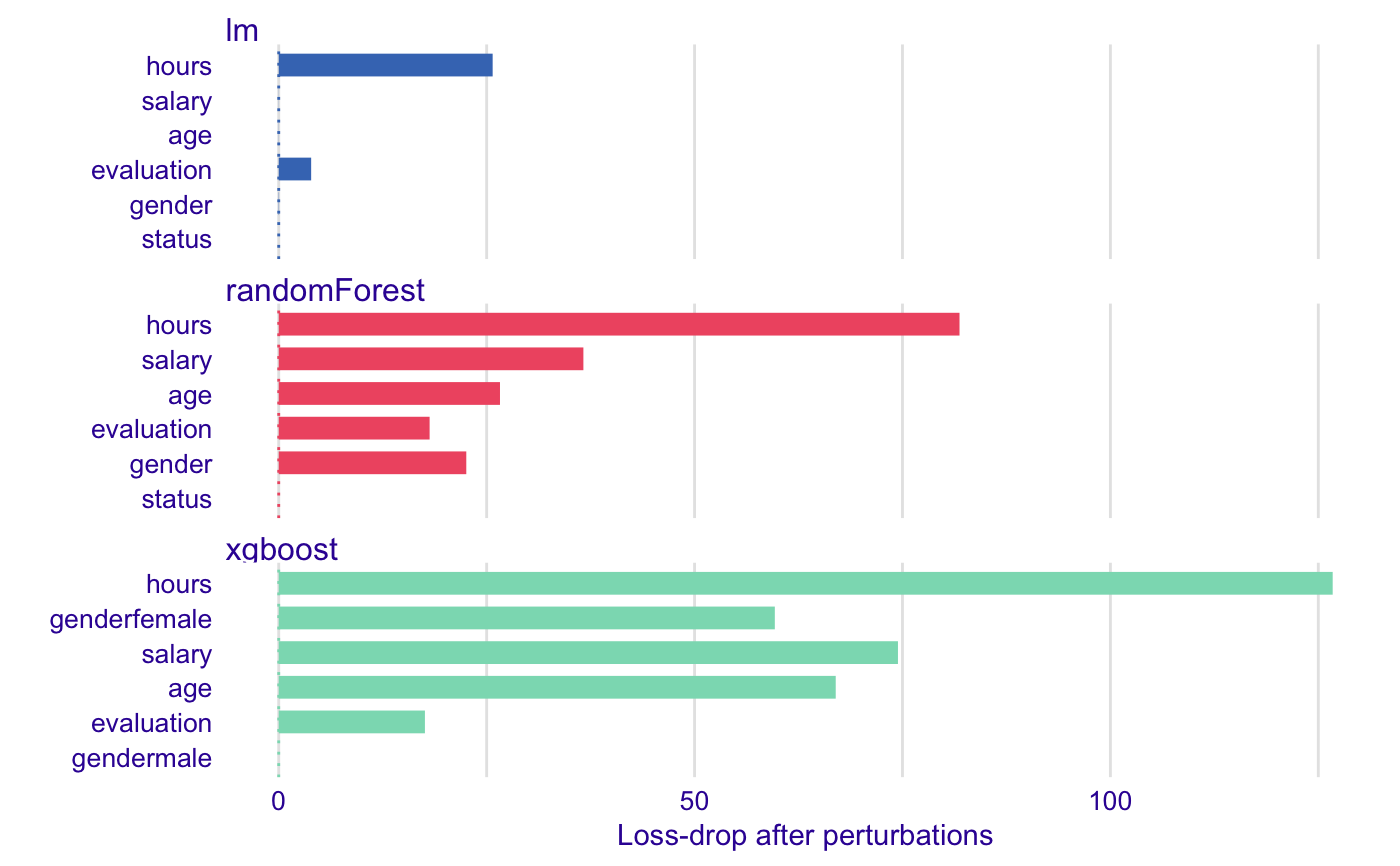 lm
hours
salary
age
evaluation
gender
status
randomForest
hours
salary
age
evaluation
gender
status
xgboost
hours
genderfemale
salary
age
evaluation
gendermale
0 50 100
Loss-drop after perturbations